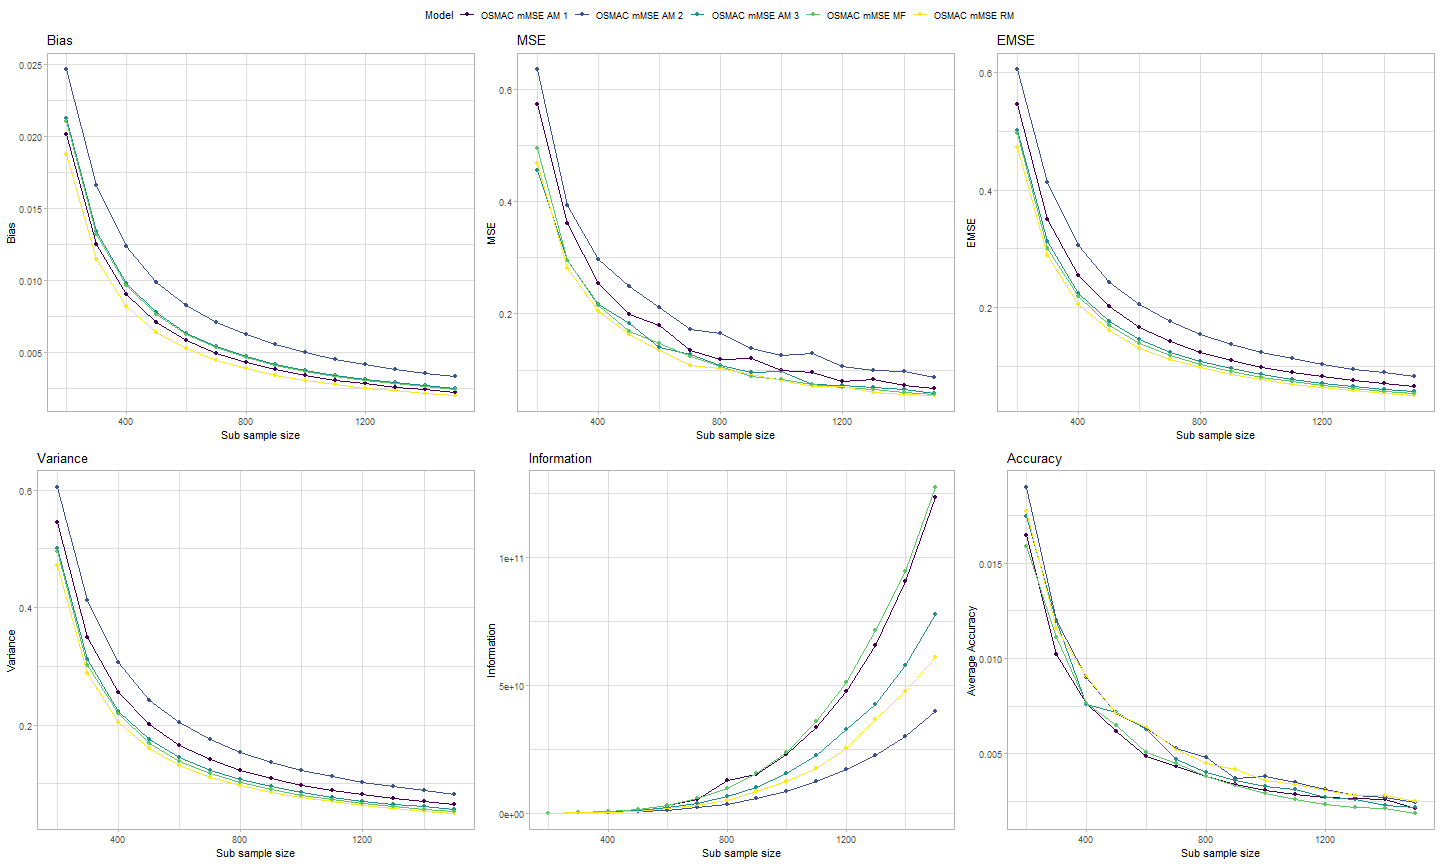 Model OSMAC mMSE AM 1 OSMAC mMSE AM 2 OSMAC mMSE AM 3 OSMAC mMSE MF OSMAC mMSE RM
Bias
0.025
0.020
0.015
0.010
0.005
Bias
400 800 1200
Sub sample size
MSE
0.6
0.4
0.2
MSE
400 800 1200
Sub sample size
EMSE
0.6
0.4
0.2
EMSE
400 800 1200
Sub sample size
Variance
0.6
0.4
0.2
Variance
400 800 1200
Sub sample size
Information
1e+11
5e+10
0e+00
Information
400 800 1200
Sub sample size
Accuracy
0.015
0.010
0.005
Average Accuracy
400 800 1200
Sub sample size